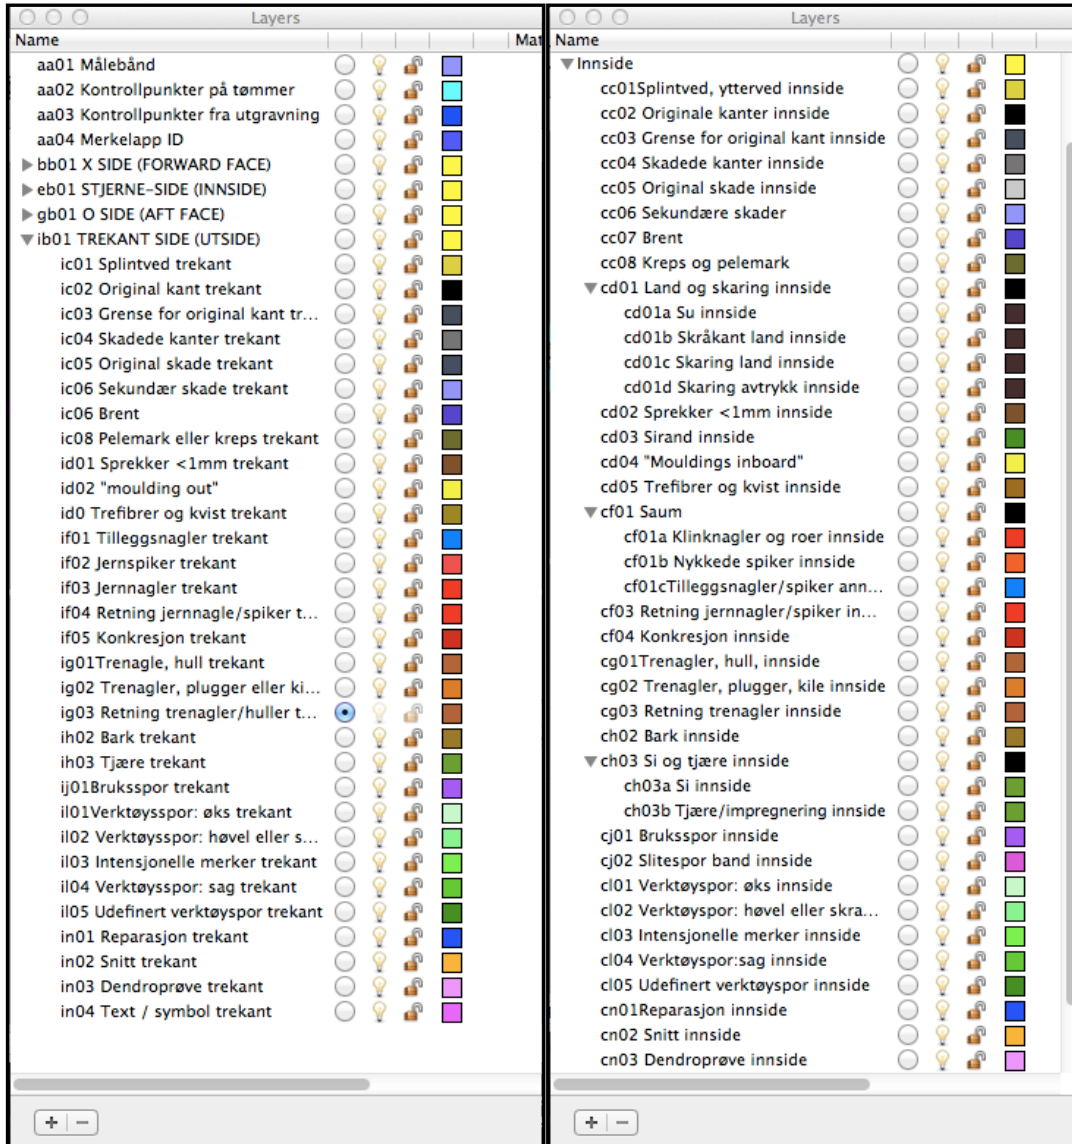 Layers
Name
Mat
aa01 Målebånd
aa02 Kontrollpunkter på tømmer
aa03 Kontrollpunkter fra utgravning
aa04 Merkelapp ID
bb01 X SIDE (FORWARD FACE)
eb01 STJERNE-SIDE (INNSIDE)
gb01 O SIDE (AFT FACE)
ib01 TREKANT SIDE (UTSIDE)
ic01 Splintved trekant
ic02 Original kant trekant
ic03 Grense for original kant tr...
ic04 Skadede kanter trekant
ic05 Original skade trekant
ic06 Sekundær skade trekant
ic06 Brent
ic08 Pelemark eller kreps trekant
id01 Sprekker <1mm trekant
id02 "moulding out"
id0 Trefibrer og kvist trekant
if01 Tilleggsnagler trekant
if02 Jernspiker trekant
if03 Jernnagler trekant
if04 Retning jernnagle/spiker t...
if05 Konkresjon trekant
ig01Trenagle, hull trekant
ig02 Trenagler, plugger eller ki...
ig03 Retning trenagler/huller t...
ih02 Bark trekant
ih03 Tjære trekant
ij01Bruksspor trekant
il01Verktøysspor: øks trekant
il02 Verktøysspor: høvel eller s...
il03 Intensjonelle merker trekant
il04 Verktøysspor: sag trekant
il05 Udefinert verktøyspor trekant
in01 Reparasjon trekant
in02 Snitt trekant
in03 Dendroprøve trekant
in04 Text / symbol trekant
Layers
Name
Innside
cc01Splintved, ytterved innside
cc02 Originale kanter innside
cc03 Grense for original kant innside
cc04 Skadede kanter innside
cc05 Original skade innside
cc06 Sekundære skader
cc07 Brent
cc08 Kreps og pelemark
cd01 Land og skaring innside
cd01a Su innside
cd01b Skråkant land innside
cd01c Skaring land innside
cd01d Skaring avtrykk innside
cd02 Sprekker <1mm innside
cd03 Sirand innside
cd04 "Mouldings inboard"
cd05 Trefibrer og kvist innside
cf01 Saum
cf01a Klinknagler og roer innside
cf01b Nykkede spiker innside
cf01cTilleggsnagler/spiker ann...
cf03 Retning jernnagler/spiker in...
cf04 Konkresjon innside
cg01Trenagler, hull, innside
cg02 Trenagler, plugger, kile innside
cg03 Retning trenagler innside
ch02 Bark innside
ch03 Si og tjære innside
ch03a Si innside
ch03b Tjære/impregnering innside
cj01 Bruksspor innside
cj02 Slitespor band innside
cl01 Verktøyspor: øks innside
cl02 Verktøyspor: høvel eller skra...
cl03 Intensjonelle merker innside
cl04 Verktøyspor:sag innside
cl05 Udefinert verktøyspor innside
cn01Reparasjon innside
cn02 Snitt innside
cn03 Dendroprøve innside